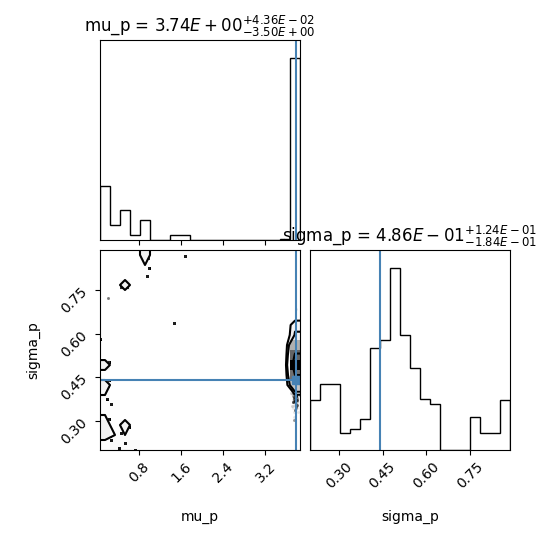 mu_p = 3.74E + 00^{+4.36E − 02}_{−3.50E + 00}
sigma_p = 4.86E − 01^{+1.24E − 01}_{−1.84E − 01}
sigma_p
0.75
0.60
0.45
0.30
0.8 1.6 2.4 3.2 0.30 0.45 0.60 0.75
mu_p sigma_p